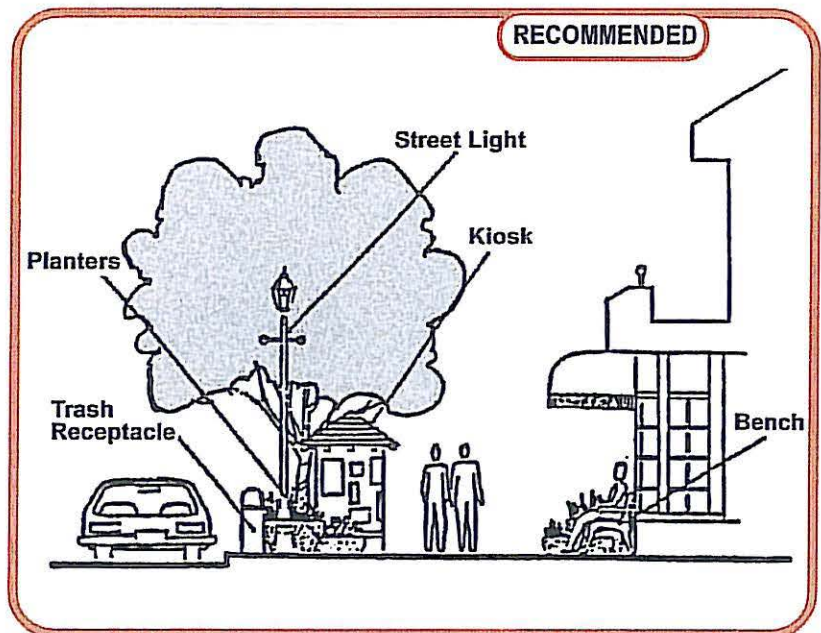 RECOMMENDED
Street Light
Kiosk
Planters
Trash
Receptacle
Bench